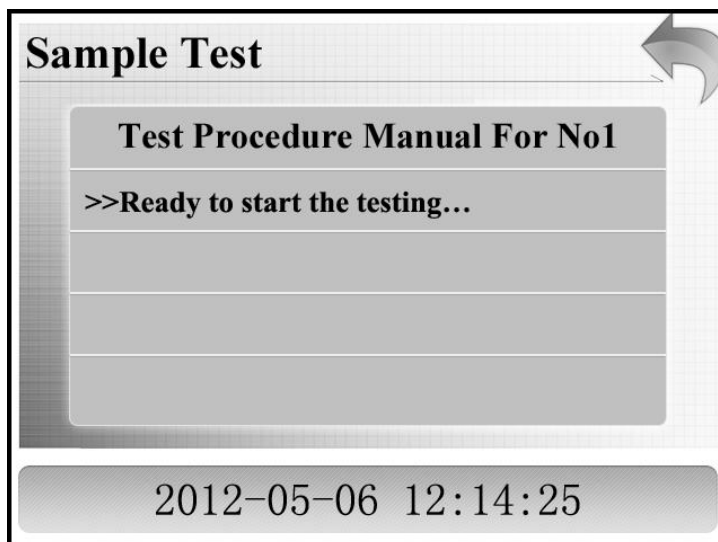 Sample Test
Test Procedure Manual For No1
>>Ready to start the testing...
2012-05-06 12:14:25